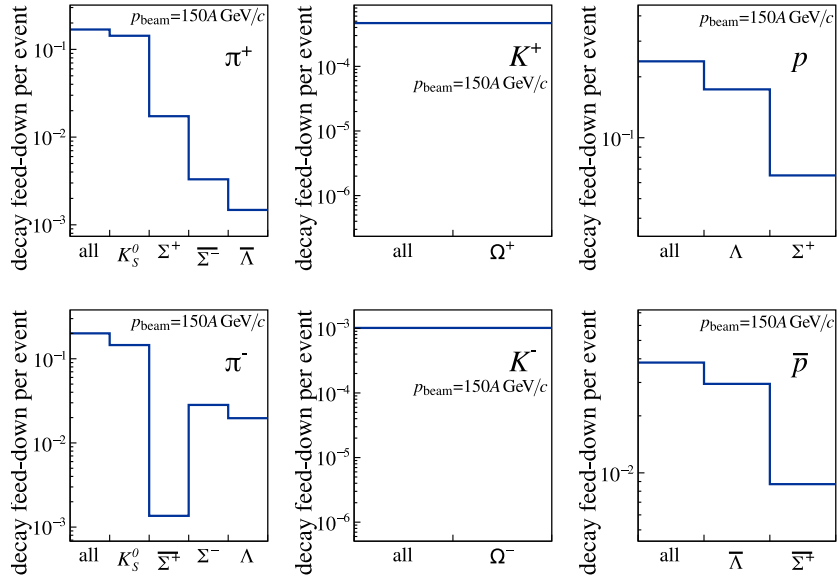 decay feed-down per event
p_beam=150A GeV/c
π⁺
10⁻¹
10⁻²
10⁻³
all K_S^0 Σ⁺ Σ̅⁻ Λ̅
decay feed-down per event
K⁺
p_beam=150A GeV/c
10⁻⁴
10⁻⁵
10⁻⁶
all Ω⁺
decay feed-down per event
p_beam=150A GeV/c
p
10⁻¹
all Λ Σ⁺
decay feed-down per event
p_beam=150A GeV/c
π⁻
10⁻¹
10⁻²
10⁻³
all K_S^0 Σ̅⁺ Σ⁻ Λ
decay feed-down per event
10⁻³
K⁻
p_beam=150A GeV/c
10⁻⁴
10⁻⁵
10⁻⁶
all Ω⁻
decay feed-down per event
p_beam=150A GeV/c
p̅
10⁻²
all Λ̅ Σ̅⁺